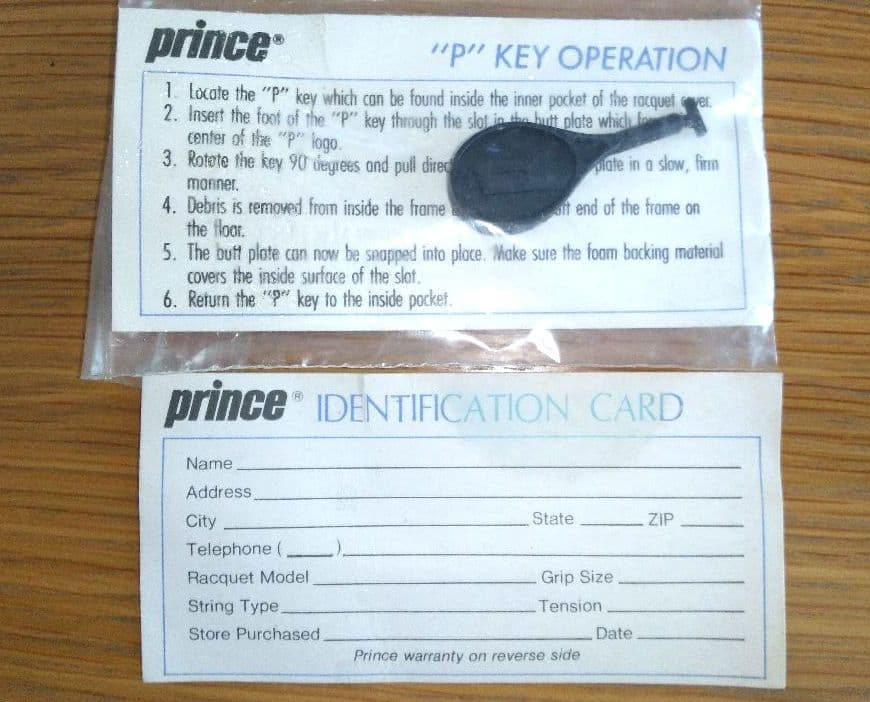 prince®
"P" KEY OPERATION
1. Locate the "P" key which can be found inside the inner pocket of the racquet cover.
2. Insert the foot of the "P" key through the slot in the butt plate which
center of the "P" logo.
3. Rotate the key 90 degrees and pull plate in a slow, firm
manner.
4. Debris is removed from inside the frame end of the frame on
the floor.
5. The butt plate can now be snapped into place. Make sure the foam backing material
covers the inside surface of the slot.
6. Return the "P" key to the inside pocket.
prince® IDENTIFICATION CARD
Name
Address
City State ZIP
Telephone ( )
Racquet Model Grip Size
String Type Tension
Store Purchased Date
Prince warranty on reverse side